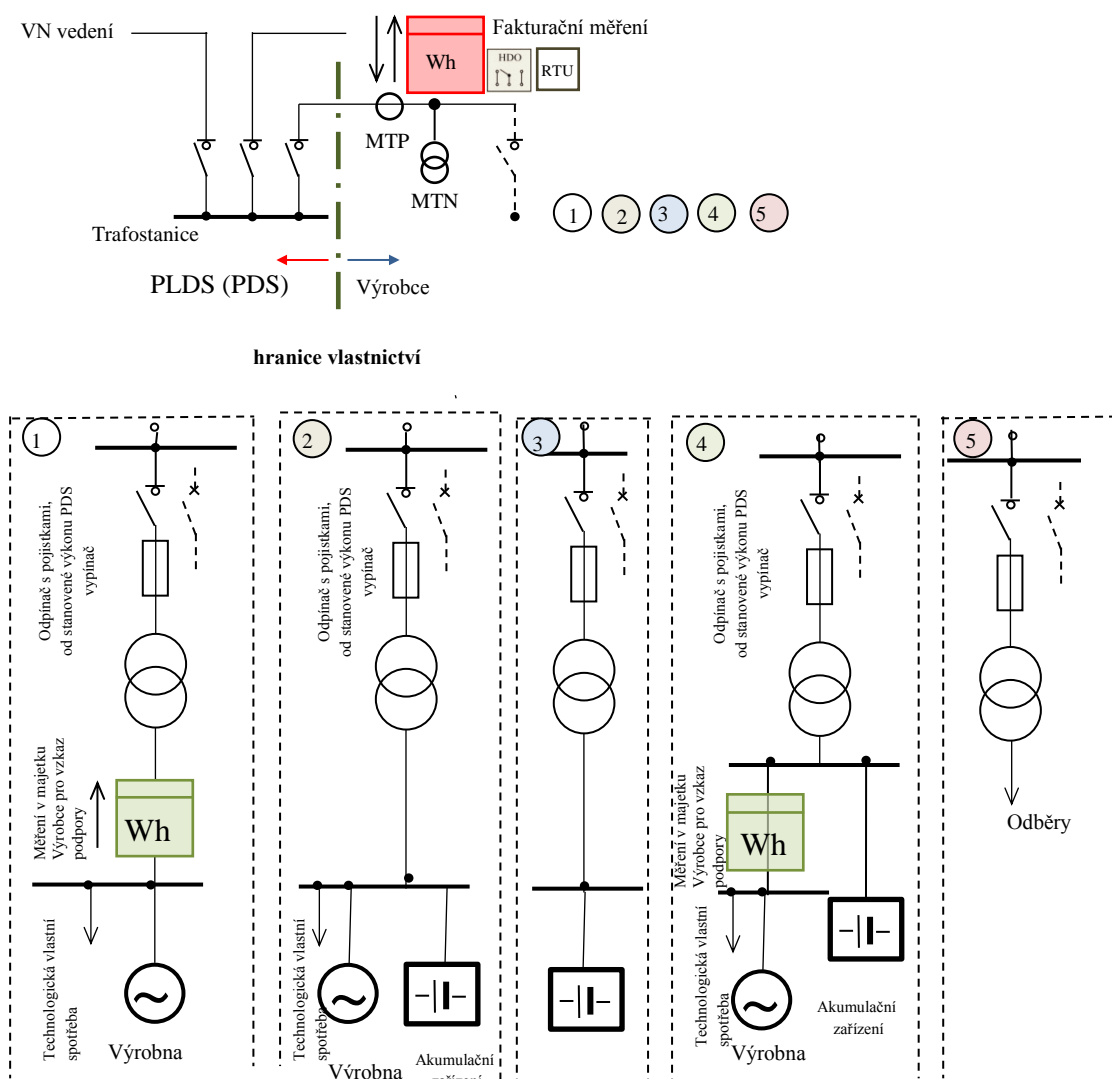 VN vedení
Fakturační měření
Wh
HDO
RTU
MTP
MTN
Trafostanice
1
2
3
4
5
PLDS (PDS)
Výrobce
hranice vlastnictví
1
Odpínač s pojistkami,
od stanovené výkonu PDS
vypínač
Měření v majetku
Výrobce pro vzkaz
podpory
Wh
Technologická vlastní
spotřeba
Výrobna
2
Odpínač s pojistkami,
od stanovené výkonu PDS
vypínač
Technologická vlastní
spotřeba
Výrobna
Akumulační
zařízení
3
4
Odpínač s pojistkami,
od stanovené výkonu PDS
vypínač
Měření v majetku
Výrobce pro vzkaz
podpory
Wh
Technologická vlastní
spotřeba
Výrobna
Akumulační
zařízení
5
Odběry